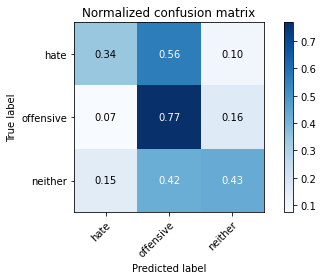 Normalized confusion matrix
hate 0.34 0.56 0.10
offensive 0.07 0.77 0.16
neither 0.15 0.42 0.43
hate offensive neither
True label
Predicted label
0.7
0.6
0.5
0.4
0.3
0.2
0.1